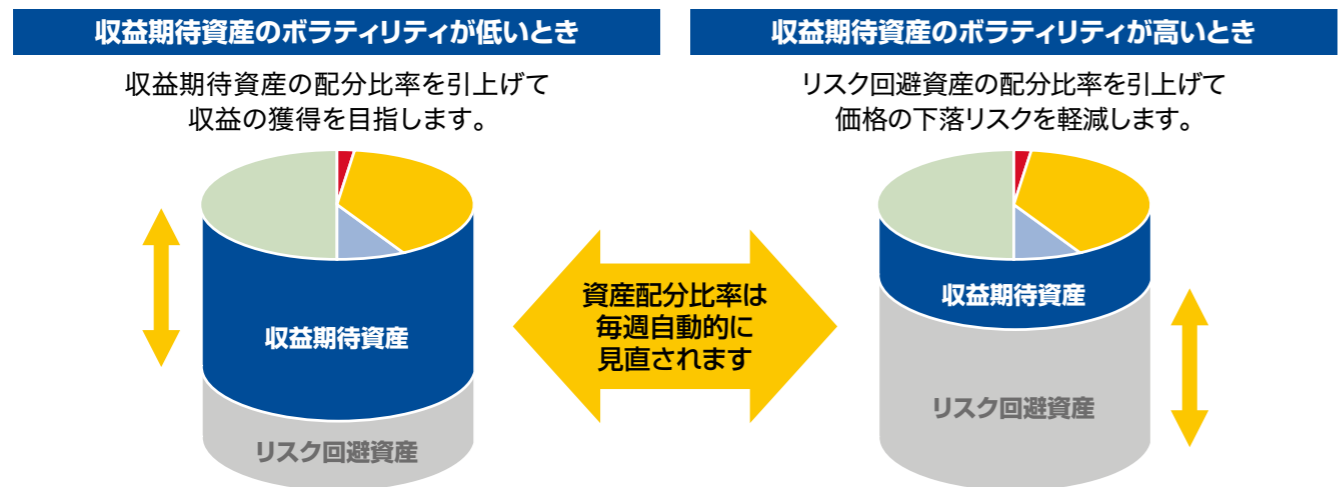 収益期待資産のボラティリティが低いとき
収益期待資産の配分比率を引上げて
収益の獲得を目指します。
収益期待資産
リスク回避資産
資産配分比率は
毎週自動的に
見直されます
収益期待資産のボラティリティが高いとき
リスク回避資産の配分比率を引上げて
価格の下落リスクを軽減します。
収益期待資産
リスク回避資産